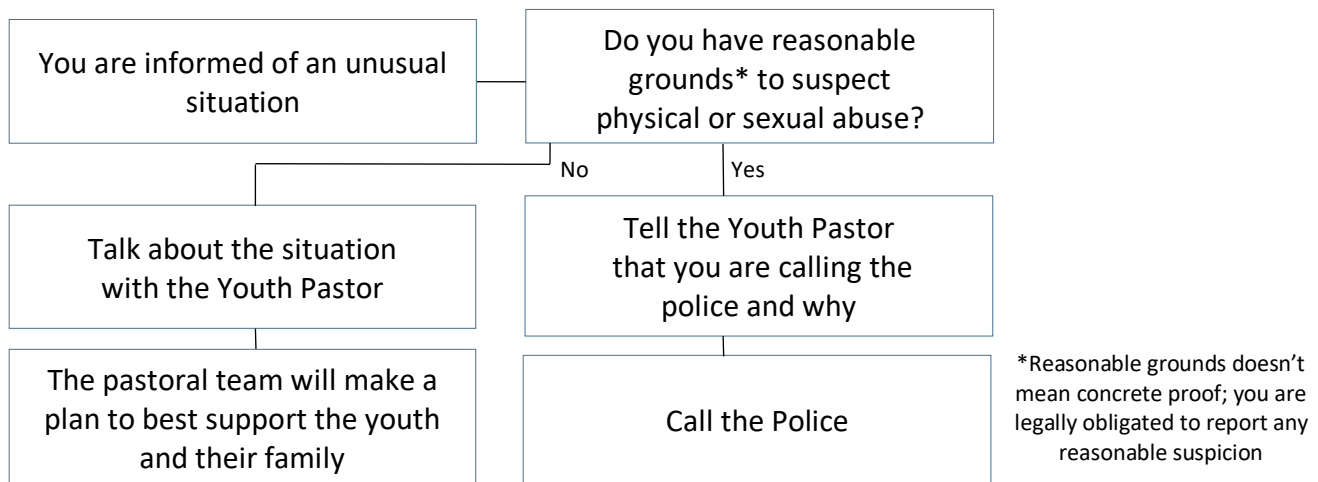 You are informed of an unusual
situation
Do you have reasonable
grounds* to suspect
physical or sexual abuse?
No
Yes
Talk about the situation
with the Youth Pastor
Tell the Youth Pastor
that you are calling the
police and why
The pastoral team will make a
plan to best support the youth
and their family
Call the Police
*Reasonable grounds doesn’t
mean concrete proof; you are
legally obligated to report any
reasonable suspicion